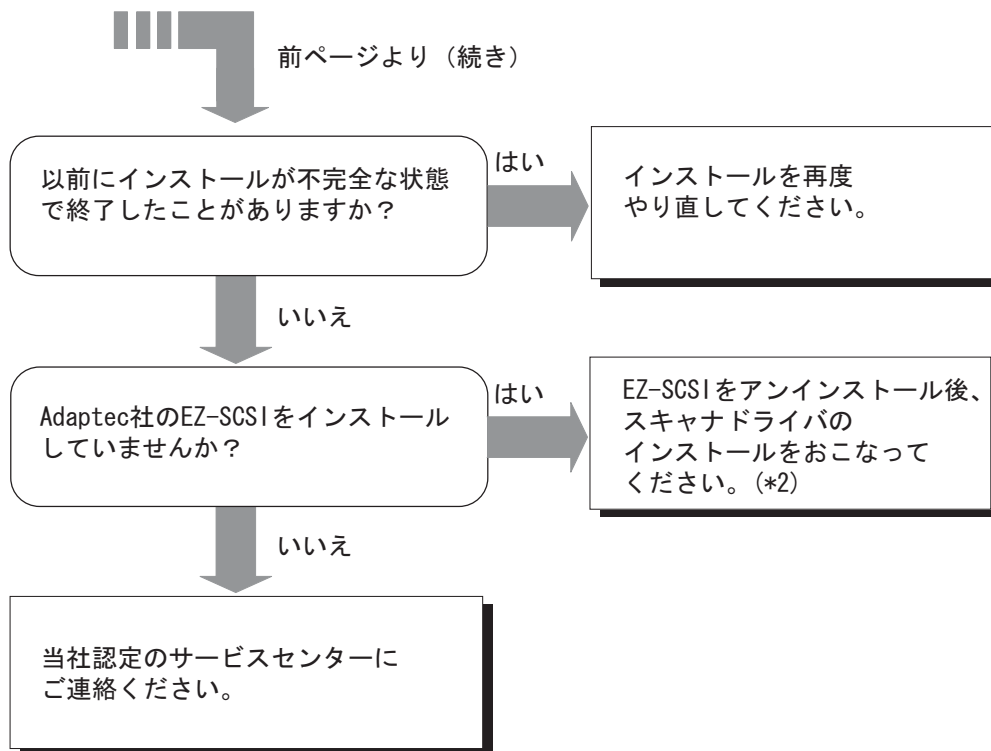 前ページより（続き）
以前にインストールが不完全な状態
で終了したことがありますか？
はい
インストールを再度
やり直してください。
いいえ
Adaptec社のEZ-SCSIをインストール
していませんか？
はい
EZ-SCSIをアンインストール後、
スキャナドライバの
インストールをおこなって
ください。(*2)
いいえ
当社認定のサービスセンターに
ご連絡ください。